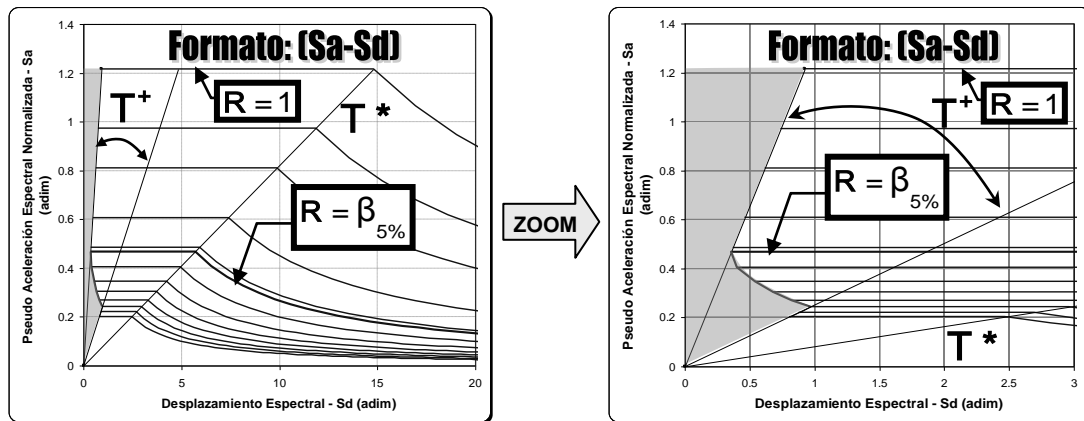 Formato: (Sa-Sd)
Pseudo Aceleración Espectral Normalizada - Sa
(adim)
1.4
1.2
1
0.8
0.6
0.4
0.2
0
T+
R = 1
T *
R = β5%
0
5
10
15
20
Desplazamiento Espectral - Sd (adim)
ZOOM
Formato: (Sa-Sd)
Pseudo Aceleración Espectral Normalizada - Sa
(adim)
1.4
1.2
1
0.8
0.6
0.4
0.2
0
T+
R = 1
R = β5%
T *
0
0.5
1
1.5
2
2.5
3
Desplazamiento Espectral - Sd (adim)